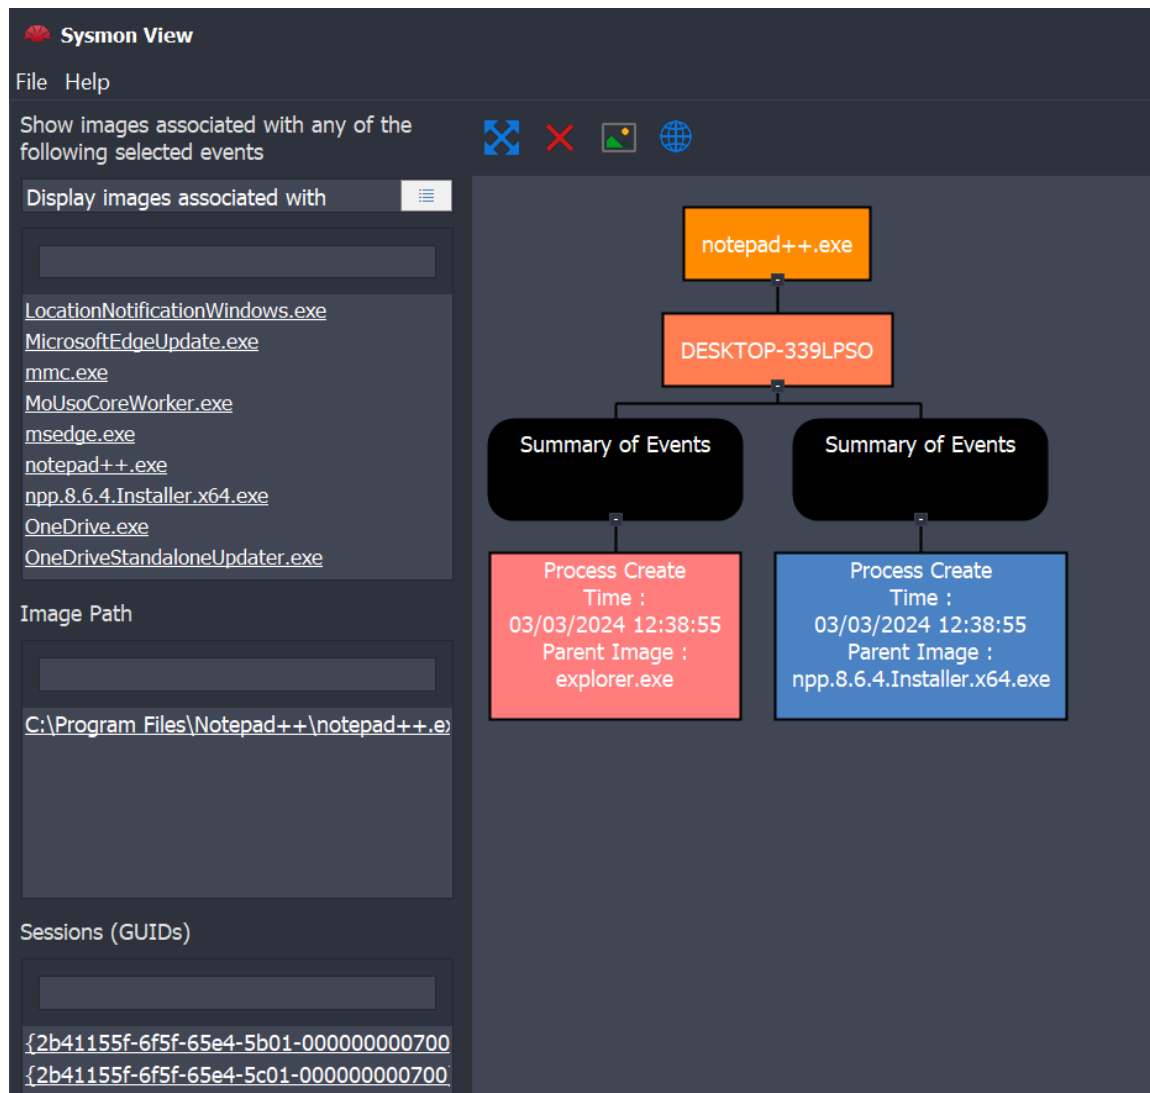 Sysmon View
File Help
Show images associated with any of the
following selected events
Display images associated with
LocationNotificationWindows.exe
MicrosoftEdgeUpdate.exe
mmc.exe
MoUsoCoreWorker.exe
msedge.exe
notepad++.exe
npp.8.6.4.Installer.x64.exe
OneDrive.exe
OneDriveStandaloneUpdater.exe
Image Path
C:\Program Files\Notepad++\notepad++.ex
Sessions (GUIDs)
{2b41155f-6f5f-65e4-5b01-000000000700
{2b41155f-6f5f-65e4-5c01-000000000700}
notepad++.exe
DESKTOP-339LPSO
Summary of Events
Process Create
Time :
03/03/2024 12:38:55
Parent Image :
explorer.exe
Summary of Events
Process Create
Time :
03/03/2024 12:38:55
Parent Image :
npp.8.6.4.Installer.x64.exe